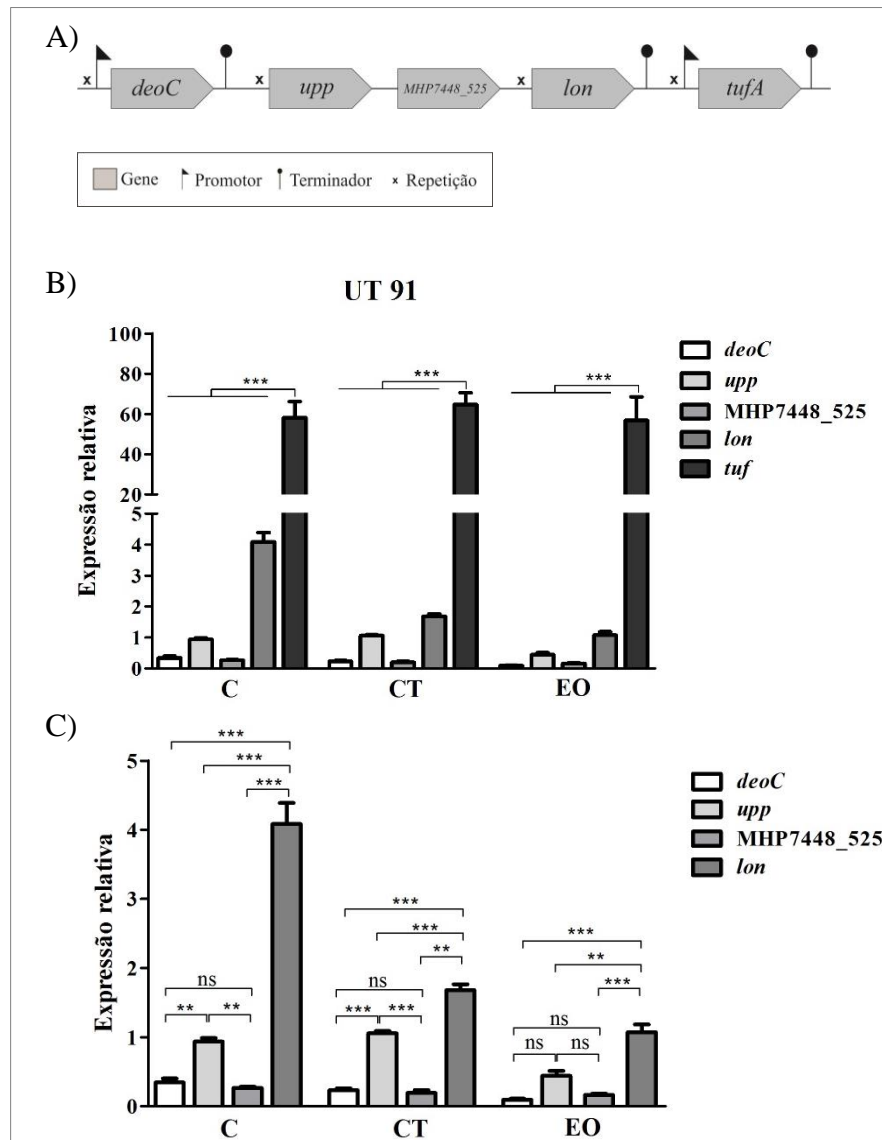 A)
x deoC x upp MHP7448_525 x lon x tufA
Gene Promotor Terminador x Repetição
B)
UT 91
Expressão relativa
100
80
60
40
20
5
4
3
2
1
0
***
***
***
C CT EO
deoC
upp
MHP7448_525
lon
tuf
C)
Expressão relativa
5
4
3
2
1
0
***
***
***
ns
** **
***
***
**
ns
*** ***
***
**
***
ns
ns ns
C CT EO
deoC
upp
MHP7448_525
lon